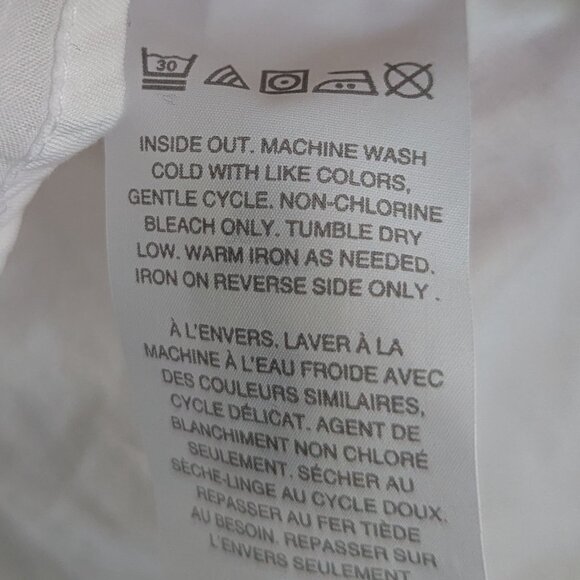 30
INSIDE OUT. MACHINE WASH
COLD WITH LIKE COLORS,
GENTLE CYCLE. NON-CHLORINE
BLEACH ONLY. TUMBLE DRY
LOW. WARM IRON AS NEEDED.
IRON ON REVERSE SIDE ONLY .
À L'ENVERS. LAVER À LA
MACHINE À L'EAU FROIDE AVEC
DES COULEURS SIMILAIRES,
CYCLE DÉLICAT. AGENT DE
BLANCHIMENT NON CHLORÉ
SEULEMENT. SÉCHER AU
SÈCHE-LINGE AU CYCLE DOUX.
REPASSER AU FER TIÈDE
AU BESOIN. REPASSER SUR
L'ENVERS SEULEMENT